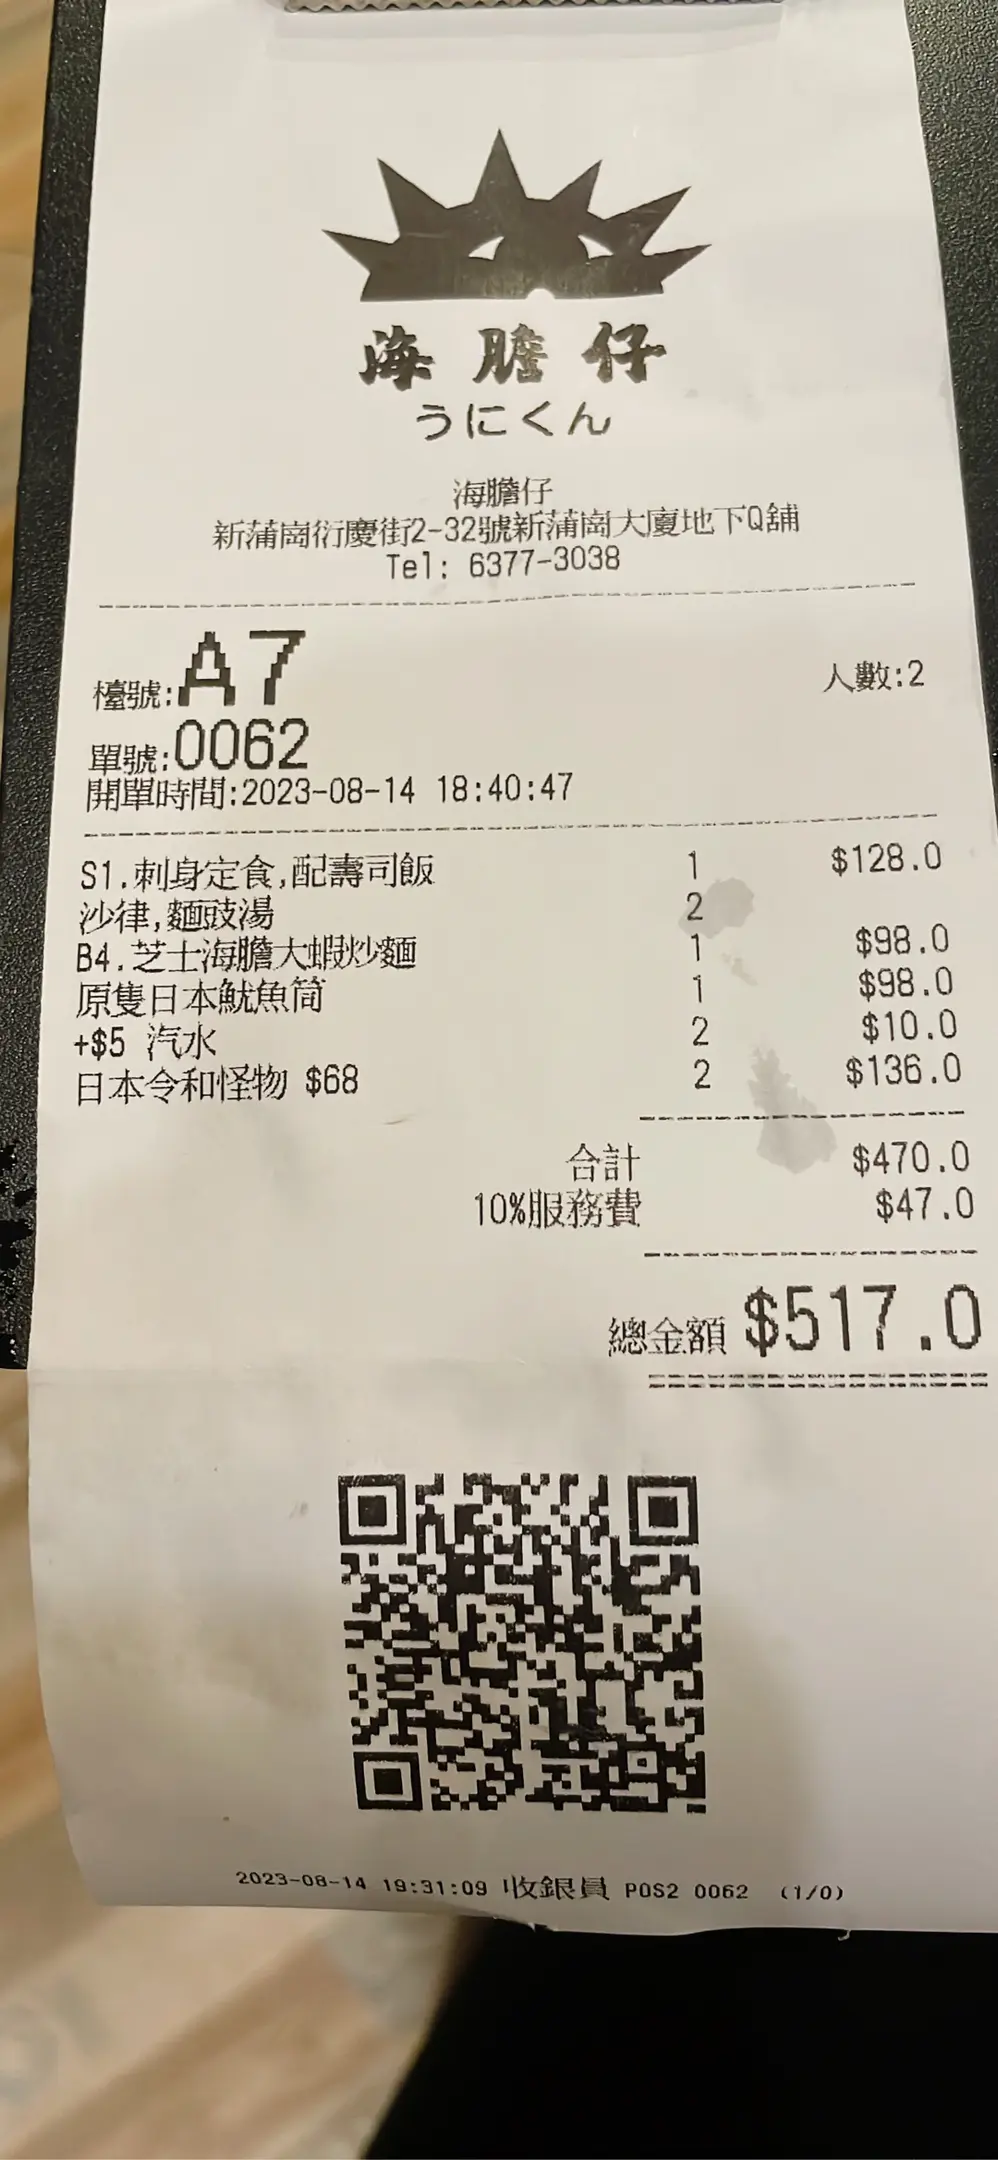 海膽仔
うにくん
海膽仔
新蒲崗衍慶街2-32號新蒲崗大廈地下Q舖
Tel: 6377-3038
檯號:A7 人數:2
單號:0062
開單時間:2023-08-14 18:40:47
S1.刺身定食,配壽司飯 1 $128.0
沙律,麵豉湯 2
B4.芝士海膽大蝦炒麵 1 $98.0
原隻日本魷魚筒 1 $98.0
+$5 汽水 2 $10.0
日本令和怪物 $68 2 $136.0
合計 $470.0
10%服務費 $47.0
總金額 $517.0
2023-08-14 19:31:09 收銀員 POS2 0062 (1/0)